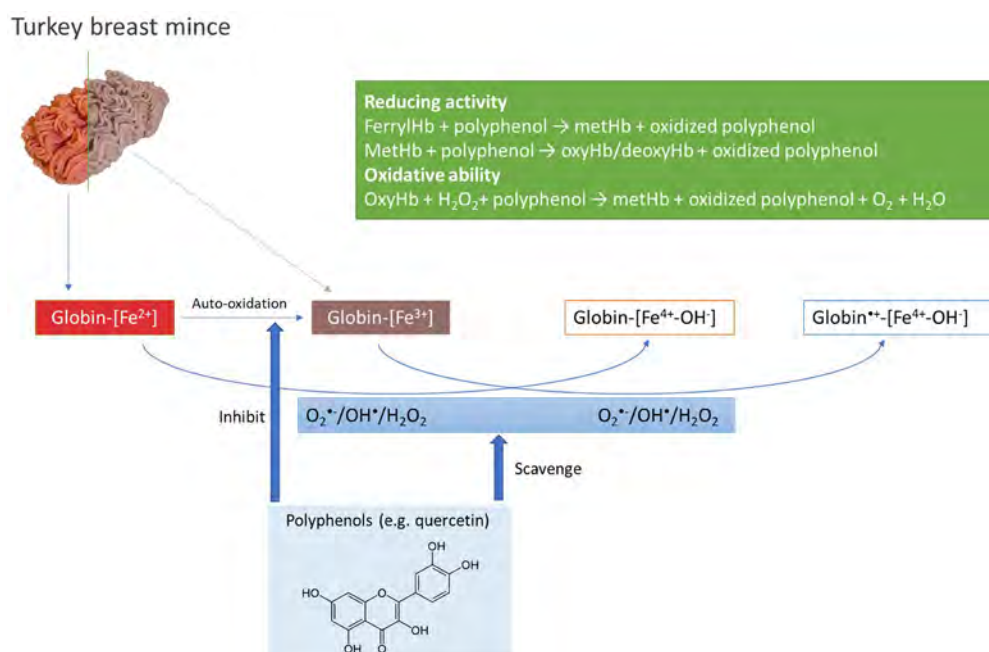 Turkey breast mince
Reducing activity
FerrylHb + polyphenol → metHb + oxidized polyphenol
MetHb + polyphenol → oxyHb/deoxyHb + oxidized polyphenol
Oxidative ability
OxyHb + H₂O₂+ polyphenol → metHb + oxidized polyphenol + O₂ + H₂O
Globin-[Fe²⁺]
Auto-oxidation
Globin-[Fe³⁺]
Globin-[Fe⁴⁺-OH⁻]
Globin•⁺-[Fe⁴⁺-OH⁻]
Inhibit
O₂•⁻/OH•/H₂O₂
O₂•⁻/OH•/H₂O₂
Scavenge
Polyphenols (e.g. quercetin)
OH
OH
HO
O
OH
OH
O